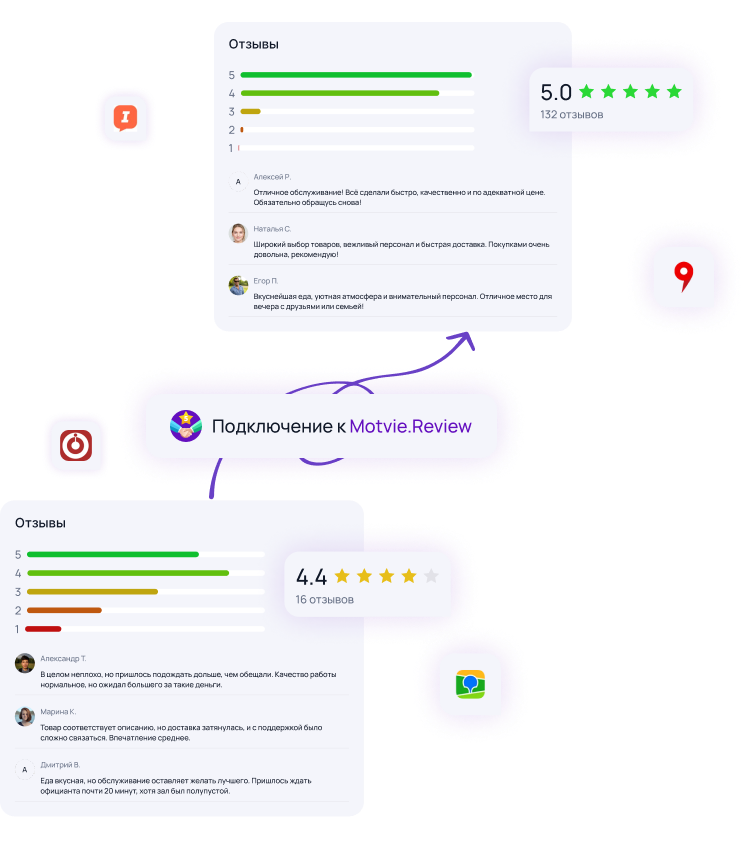 Отзывы
5
4
3
2
1
5.0
132 отзывов
А
Алексей Р.
Отличное обслуживание! Всё сделали быстро, качественно и по адекватной цене.
Обязательно обращусь снова!
Наталья С.
Широкий выбор товаров, вежливый персонал и быстрая доставка. Покупками очень
довольна, рекомендую!
Егор П.
Вкуснейшая еда, уютная атмосфера и внимательный персонал. Отличное место для
вечера с друзьями или семьей!
Подключение к Motvie.Review
Отзывы
5
4
3
2
1
4.4
16 отзывов
Александр Т.
В целом неплохо, но пришлось подождать дольше, чем обещали. Качество работы
нормальное, но ожидал большего за такие деньги.
Марина К.
Товар соответствует описанию, но доставка затянулась, и с поддержкой было
сложно связаться. Впечатление среднее.
А
Дмитрий В.
Еда вкусная, но обслуживание оставляет желать лучшего. Пришлось ждать
официанта почти 20 минут, хотя зал был полупустой.